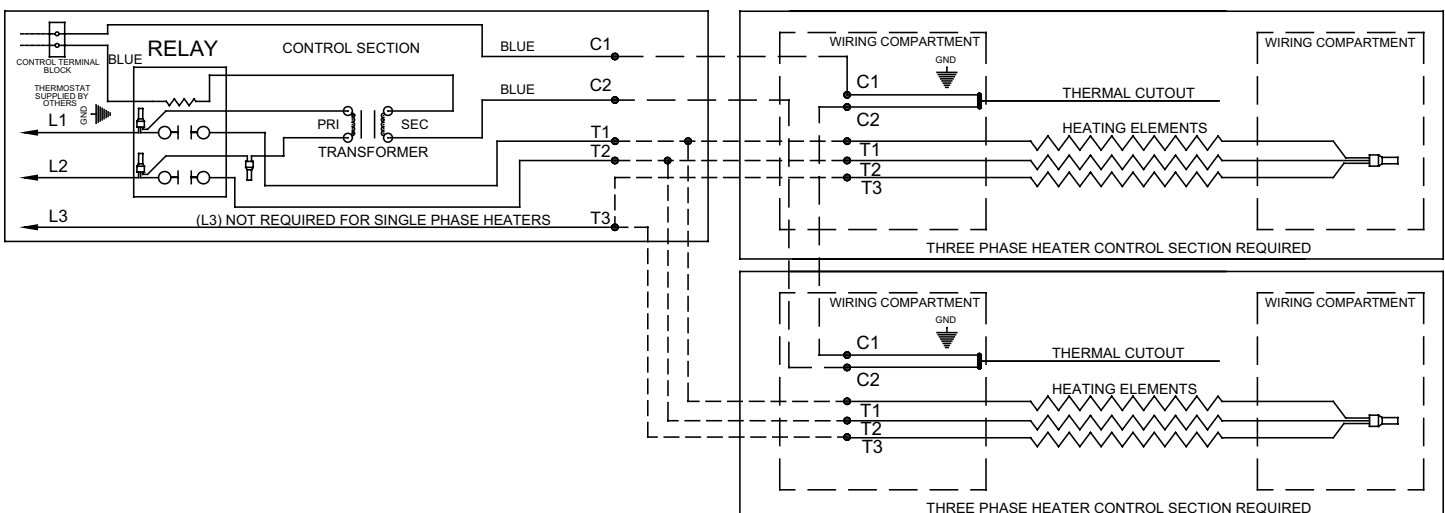 CONTROL TERMINAL
BLOCK
BLUE
RELAY
CONTROL SECTION
BLUE
C1
THERMOSTAT
SUPPLIED BY
OTHERS
GND
BLUE
C2
L1
PRI
SEC
TRANSFORMER
T1
T2
L2
L3
(L3) NOT REQUIRED FOR SINGLE PHASE HEATERS
T3
WIRING COMPARTMENT
GND
C1
C2
THERMAL CUTOUT
HEATING ELEMENTS
T1
T2
T3
WIRING COMPARTMENT
THREE PHASE HEATER CONTROL SECTION REQUIRED
WIRING COMPARTMENT
GND
C1
C2
THERMAL CUTOUT
HEATING ELEMENTS
T1
T2
T3
WIRING COMPARTMENT
THREE PHASE HEATER CONTROL SECTION REQUIRED